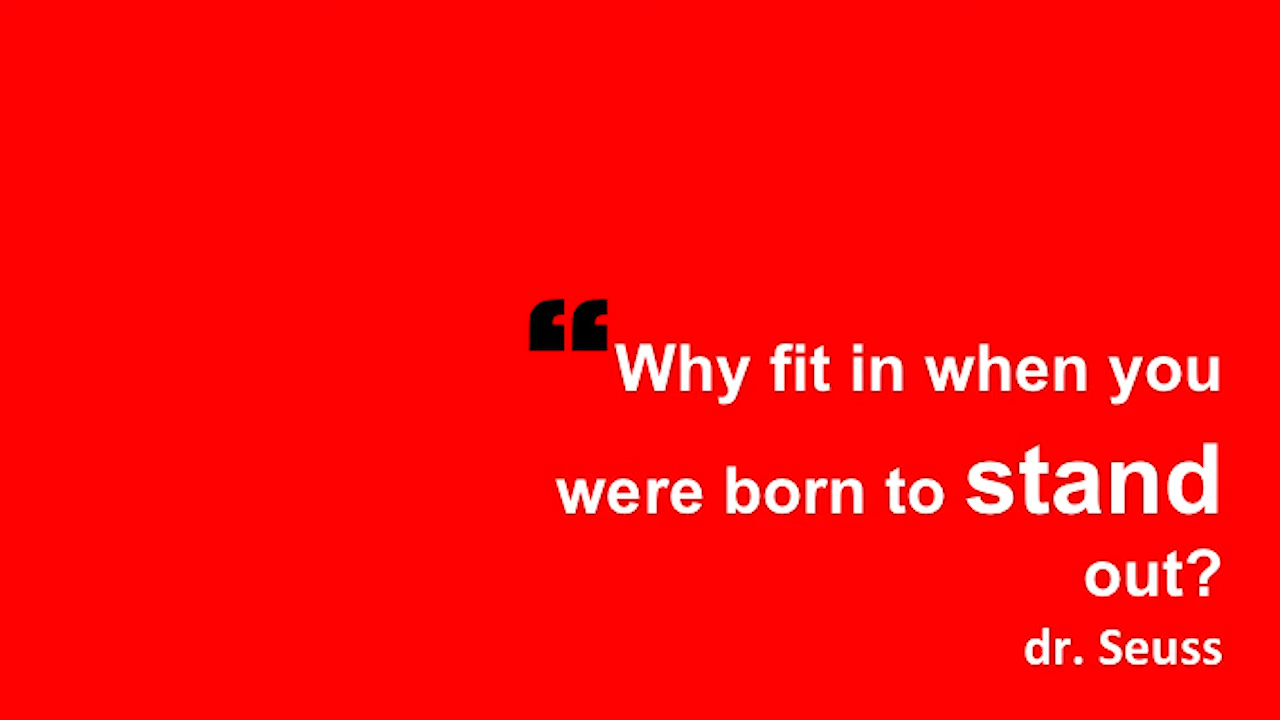 “Why fit in when you
were born to stand
out?
dr. Seuss